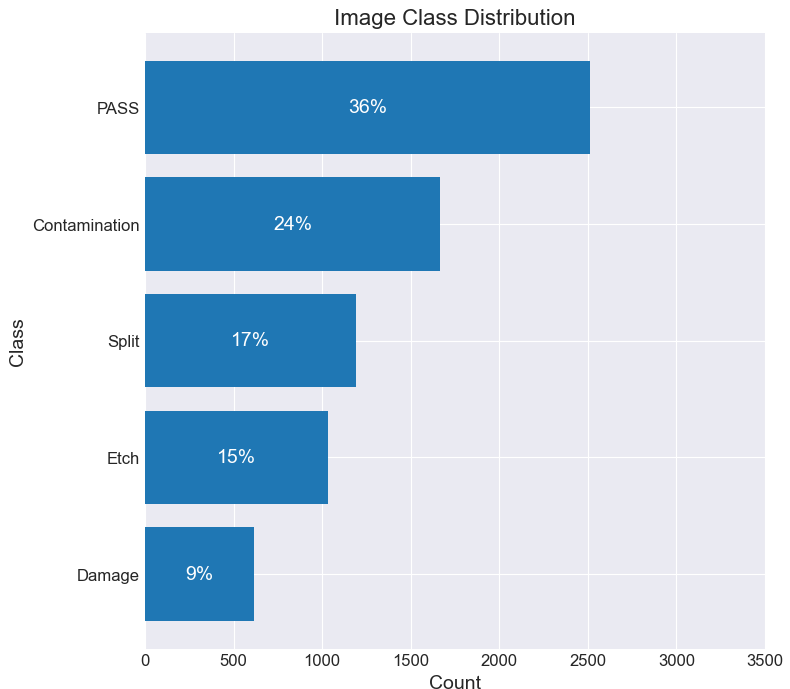 Image Class Distribution
PASS
36%
Contamination
24%
Split
17%
Etch
15%
Damage
9%
Class
0 500 1000 1500 2000 2500 3000 3500
Count